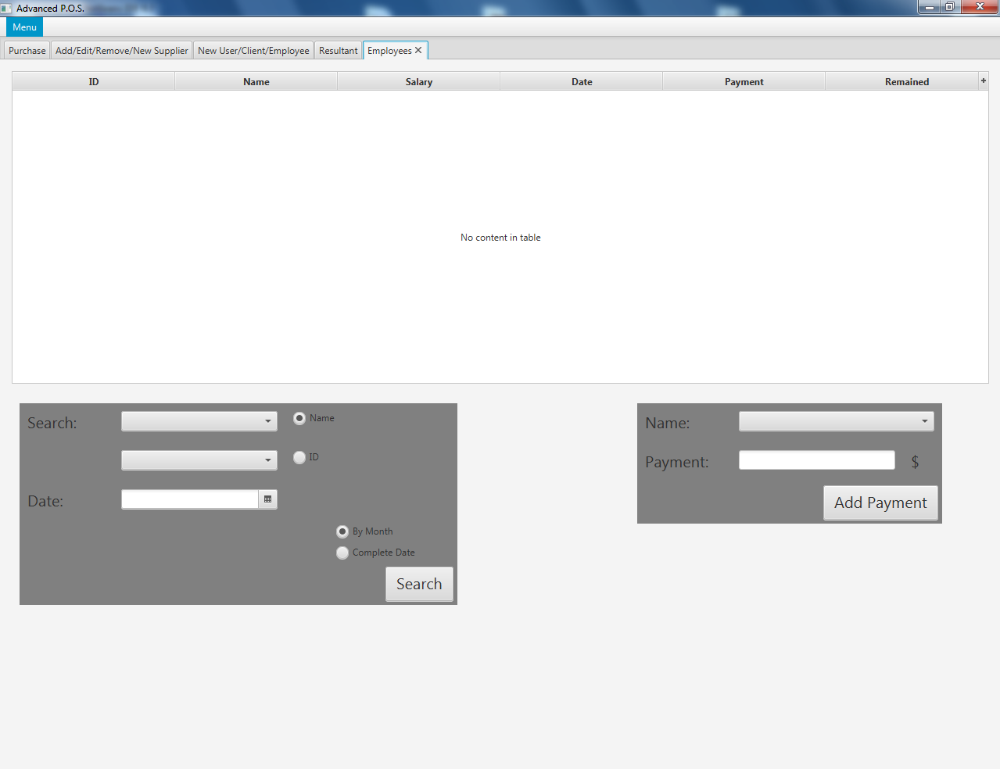 Advanced P.O.S.
Menu
Purchase Add/Edit/Remove/New Supplier New User/Client/Employee Resultant Employees
ID Name Salary Date Payment Remained +
No content in table
Search: Name
ID
Date:
By Month
Complete Date
Search
Name:
Payment: $
Add Payment